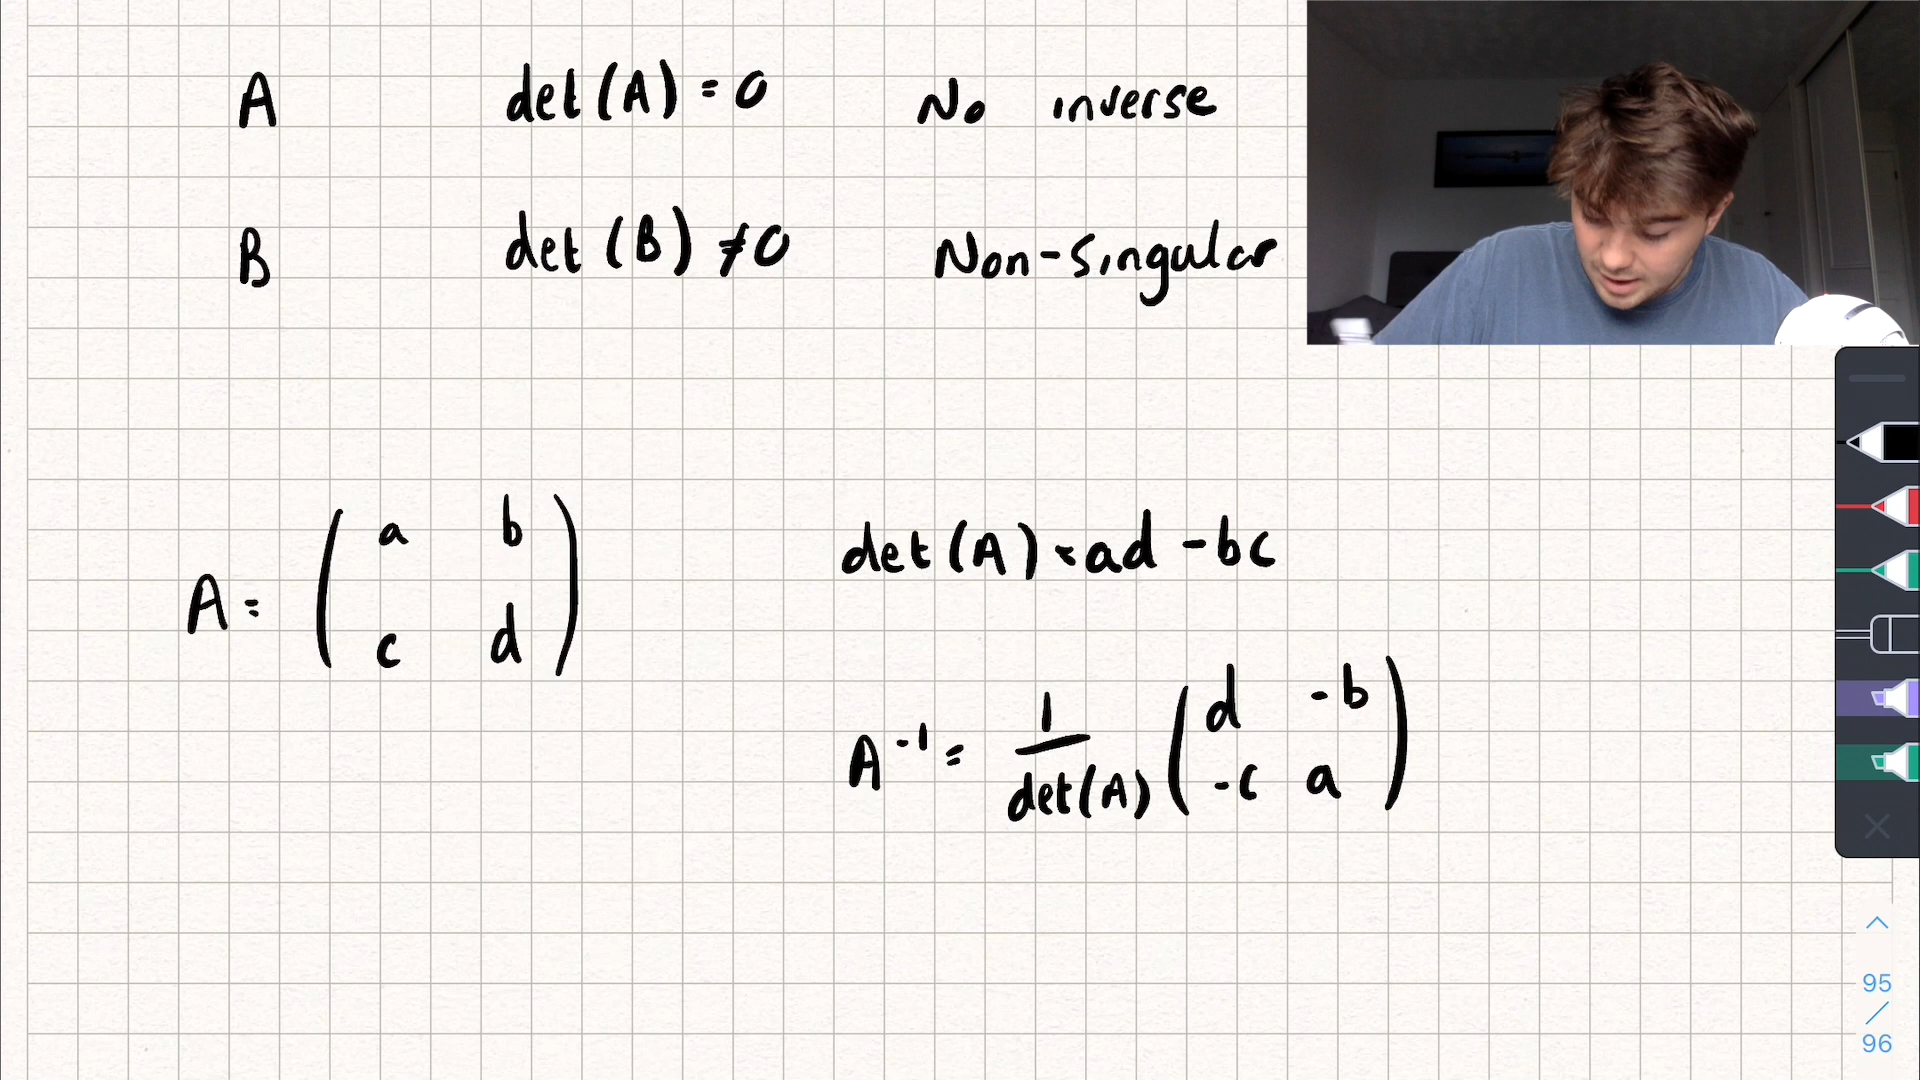 A det(A) = 0 No inverse
B det(B) ≠ 0 Non-singular
A = ( a b
c d )
det(A) = ad - bc
A⁻¹ = 1/det(A) ( d -b
-c a )
95
/
96